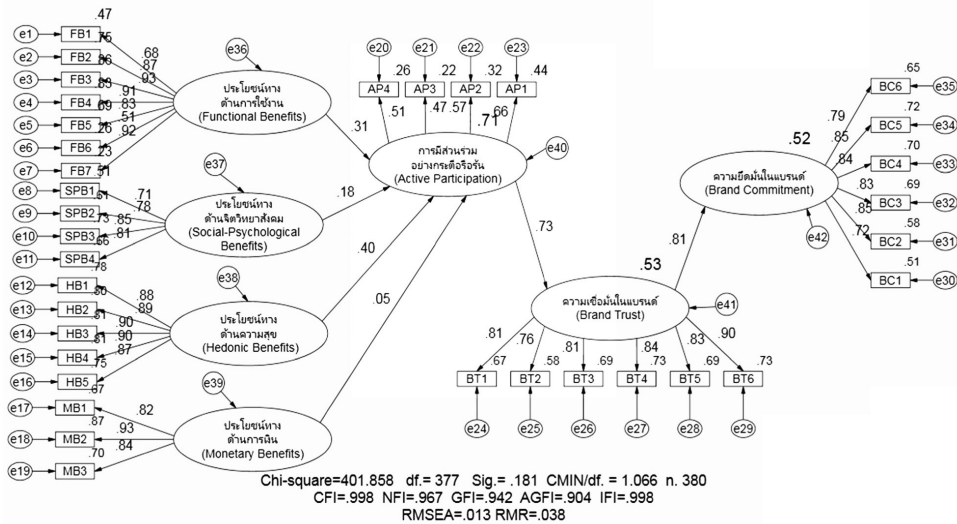 e1 FB1 .47
e2 FB2 .75
e3 FB3 .86
e4 FB4 .83
e5 FB5 .69
e6 FB6 .26
e7 FB7
.68
.87
.93
.91
.83
.51
.92
e36
ประโยชน์ทาง
ด้านการใช้งาน
(Functional Benefits)
.31
e8 SPB1 .51
e9 SPB2 .61
e10 SPB3 .73
e11 SPB4 .66
.71
.78
.85
.81
e37
ประโยชน์ทาง
ด้านจิตวิทยาสังคม
(Social-Psychological
Benefits)
.18
e12 HB1 .78
e13 HB2
e14 HB3 .81
e15 HB4 .81
e16 HB5 .75
.88
.89
.90
.90
.87
e38
ประโยชน์ทาง
ด้านความสุข
(Hedonic Benefits)
.40
e17 MB1 .67
e18 MB2 .87
e19 MB3 .70
.82
.93
.84
e39
ประโยชน์ทาง
ด้านการเงิน
(Monetary Benefits)
.05
e20 e21 e22 e23
.26 .22 .32 .44
AP4 AP3 AP2 AP1
.51 .47 .57 .66
.71
การมีส่วนร่วม
อย่างกระตือรือร้น
(Active Participation)
e40
.73
.53
ความเชื่อมั่นในแบรนด์
(Brand Trust)
e41
.81 .76 .81 .84 .83 .90
.67 .58 .69 .73 .69 .73
BT1 BT2 BT3 BT4 BT5 BT6
e24 e25 e26 e27 e28 e29
.81
.52
ความยึดมั่นในแบรนด์
(Brand Commitment)
e42
.79
.85
.84
.83
.85
.72
.65 BC6 e35
.72 BC5 e34
.70 BC4 e33
.69 BC3 e32
.58 BC2 e31
.51 BC1 e30
Chi-square=401.858 df.= 377 Sig.= .181 CMIN/df. = 1.066 n. 380
CFI=.998 NFI=.967 GFI=.942 AGFI=.904 IFI=.998
RMSEA=.013 RMR=.038